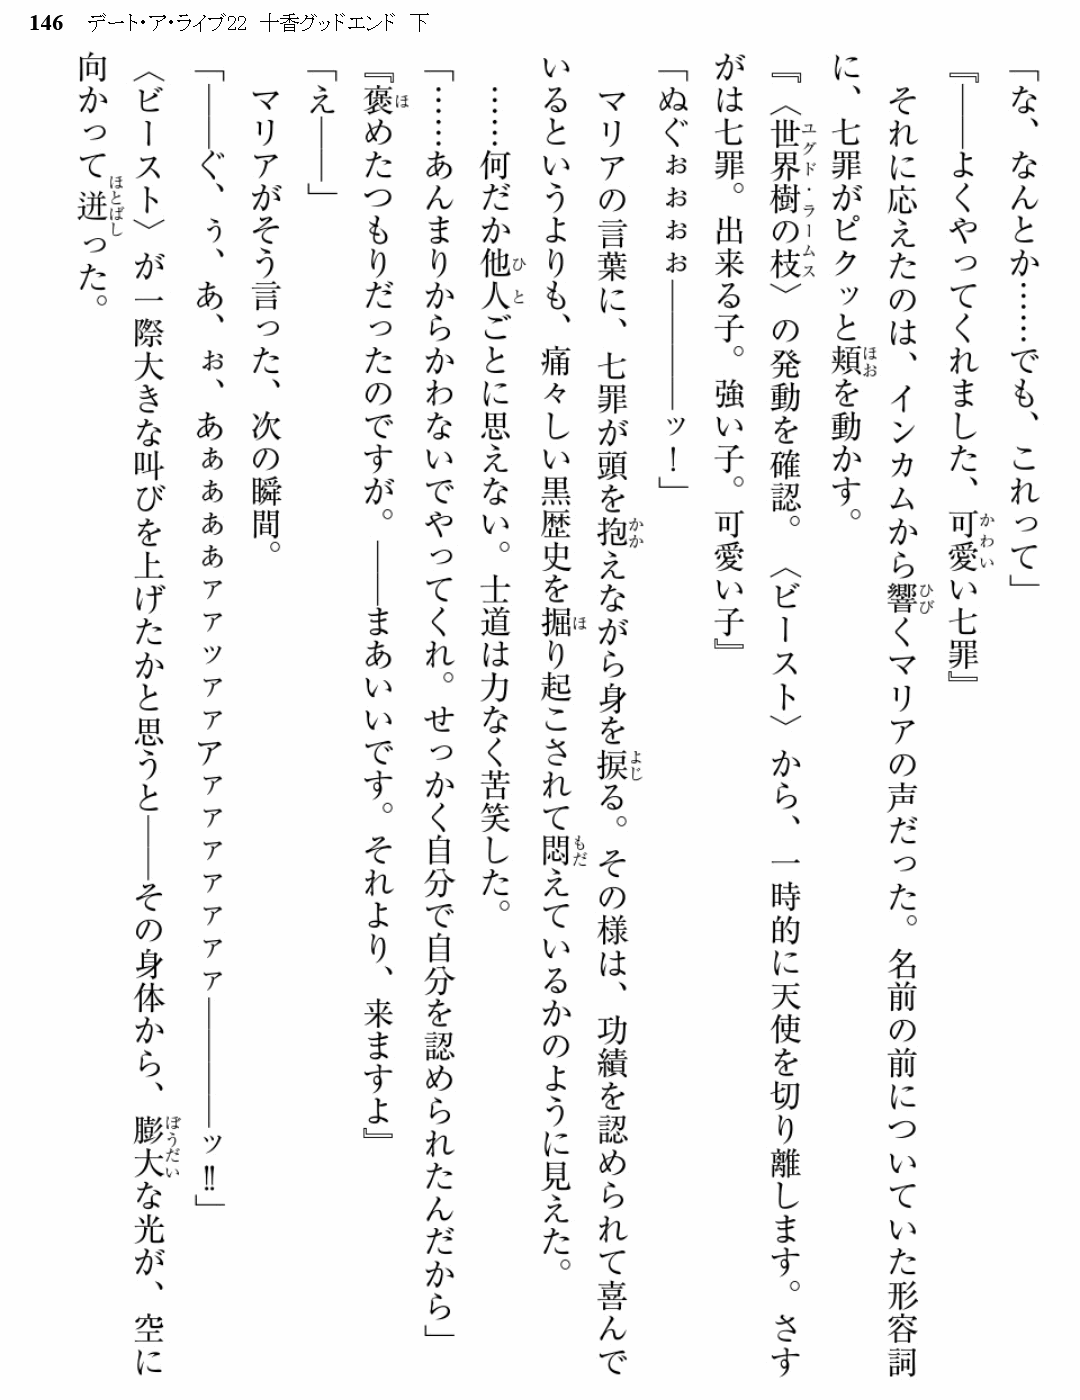 146 デート・ア・ライブ22 十香グッドエンド 下
「な、なんとか……でも、これって」
『――よくやってくれました、可愛い七罪』
それに応えたのは、インカムから響くマリアの声だった。名前の前についていた形容詞
に、七罪がピクッと頬を動かす。
『〈世界樹の枝〉の発動を確認。〈ビースト〉から、一時的に天使を切り離します。さす
がは七罪。出来る子。強い子。可愛い子』
「ぬぐぉぉぉぉ――――ッ！」
マリアの言葉に、七罪が頭を抱えながら身を捩る。その様は、功績を認められて喜んで
いるというよりも、痛々しい黒歴史を掘り起こされて悶えているかのように見えた。
……何だか他人ごとに思えない。士道は力なく苦笑した。
「……あんまりからかわないでやってくれ。せっかく自分で自分を認められたんだから」
『褒めたつもりだったのですが。――まあいいです。それより、来ますよ』
「え――」
マリアがそう言った、次の瞬間。
「――ぐ、ぅ、あ、ぉ、あぁぁぁぁァァッァァアァァァァァァァ――――ッ‼」
〈ビースト〉が一際大きな叫びを上げたかと思うと――その身体から、膨大な光が、空に
向かって迸った。